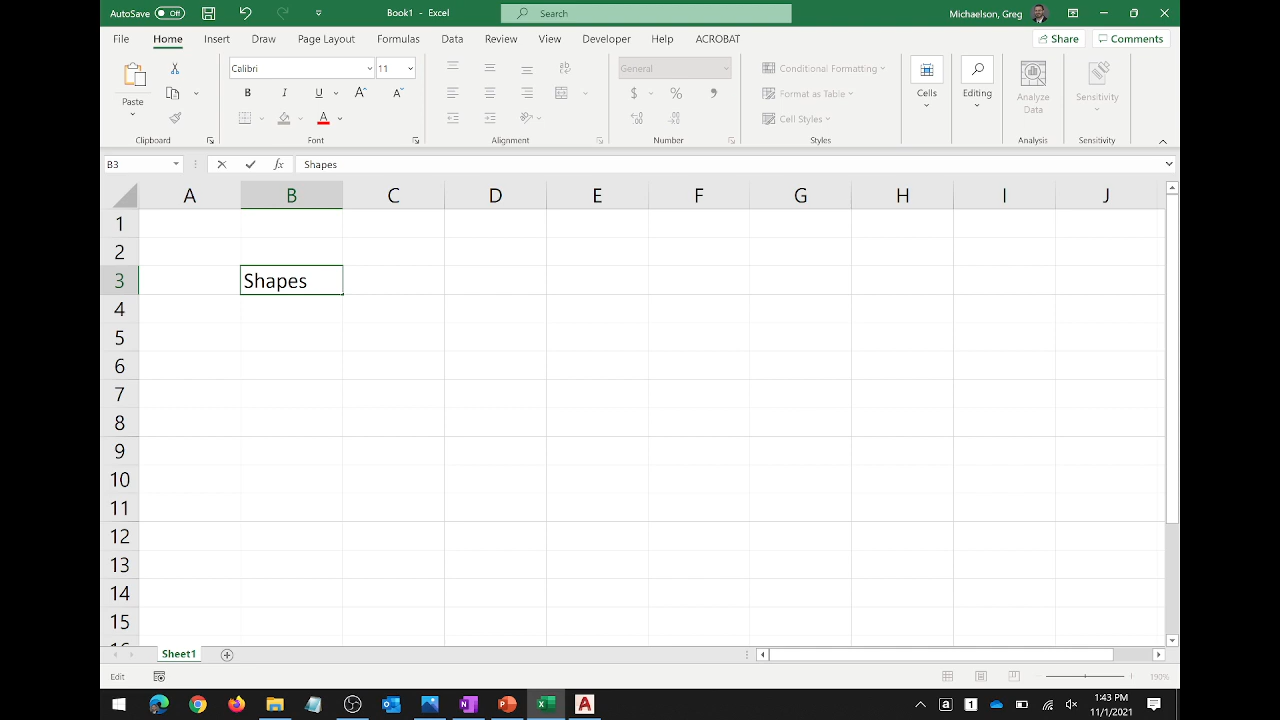 AutoSave Off Book1 - Excel Search Michaelson, Greg
File Home Insert Draw Page Layout Formulas Data Review View Developer Help ACROBAT Share Comments
Paste Calibri 11 B I U A A A General $ % 9 Conditional Formatting Format as Table Cell Styles Cells Editing Analyze Data Sensitivity
Clipboard Font Alignment Number Styles Analysis Sensitivity
B3 fx Shapes
A B C D E F G H I J
1
2
3 Shapes
4
5
6
7
8
9
10
11
12
13
14
15
Sheet1
Edit 190%
1:43 PM
11/1/2021